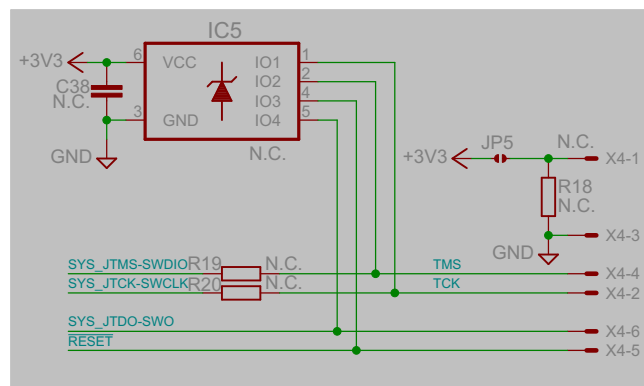 IC5
+3V3
6
VCC
IO1
1
IO2
2
C38
N.C.
IO3
4
3
GND
IO4
5
GND
N.C.
+3V3
JP5
N.C.
X4-1
R18
N.C.
X4-3
GND
SYS_JTMS-SWDIO
R19
N.C.
TMS
X4-4
SYS_JTCK-SWCLK
R20
N.C.
TCK
X4-2
SYS_JTDO-SWO
X4-6
RESET
X4-5